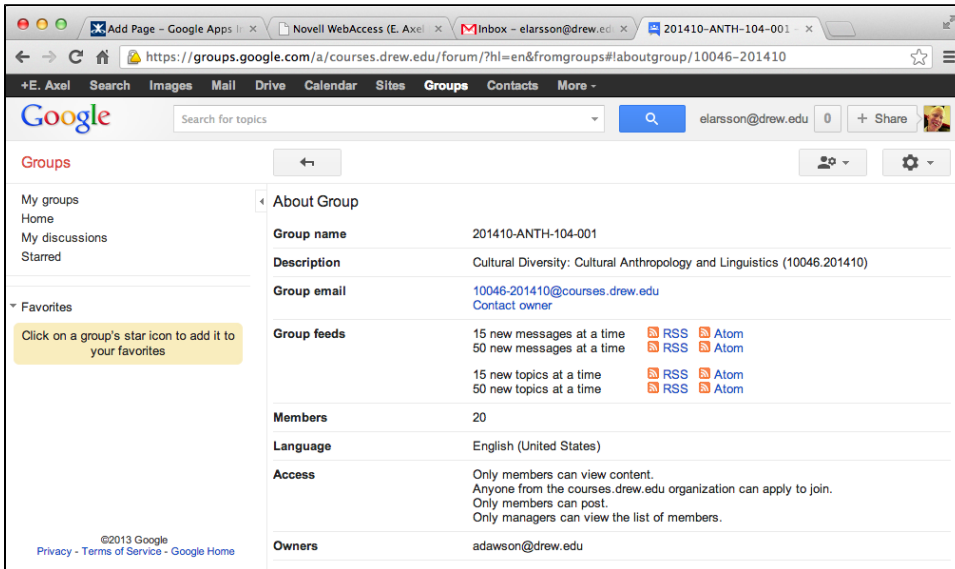 Add Page - Google Apps In
Novell WebAccess (E. Axel
Inbox - elarsson@drew.ed
201410-ANTH-104-001 -
https://groups.google.com/a/courses.drew.edu/forum/?hl=en&fromgroups#!aboutgroup/10046-201410
+E. Axel Search Images Mail Drive Calendar Sites Groups Contacts More
Google Search for topics elarsson@drew.edu 0 + Share
Groups
My groups
Home
My discussions
Starred
Favorites
Click on a group's star icon to add it to
your favorites
©2013 Google
Privacy - Terms of Service - Google Home
About Group
Group name 201410-ANTH-104-001
Description Cultural Diversity: Cultural Anthropology and Linguistics (10046.201410)
Group email 10046-201410@courses.drew.edu
Contact owner
Group feeds 15 new messages at a time RSS Atom
50 new messages at a time RSS Atom
15 new topics at a time RSS Atom
50 new topics at a time RSS Atom
Members 20
Language English (United States)
Access Only members can view content.
Anyone from the courses.drew.edu organization can apply to join.
Only members can post.
Only managers can view the list of members.
Owners adawson@drew.edu